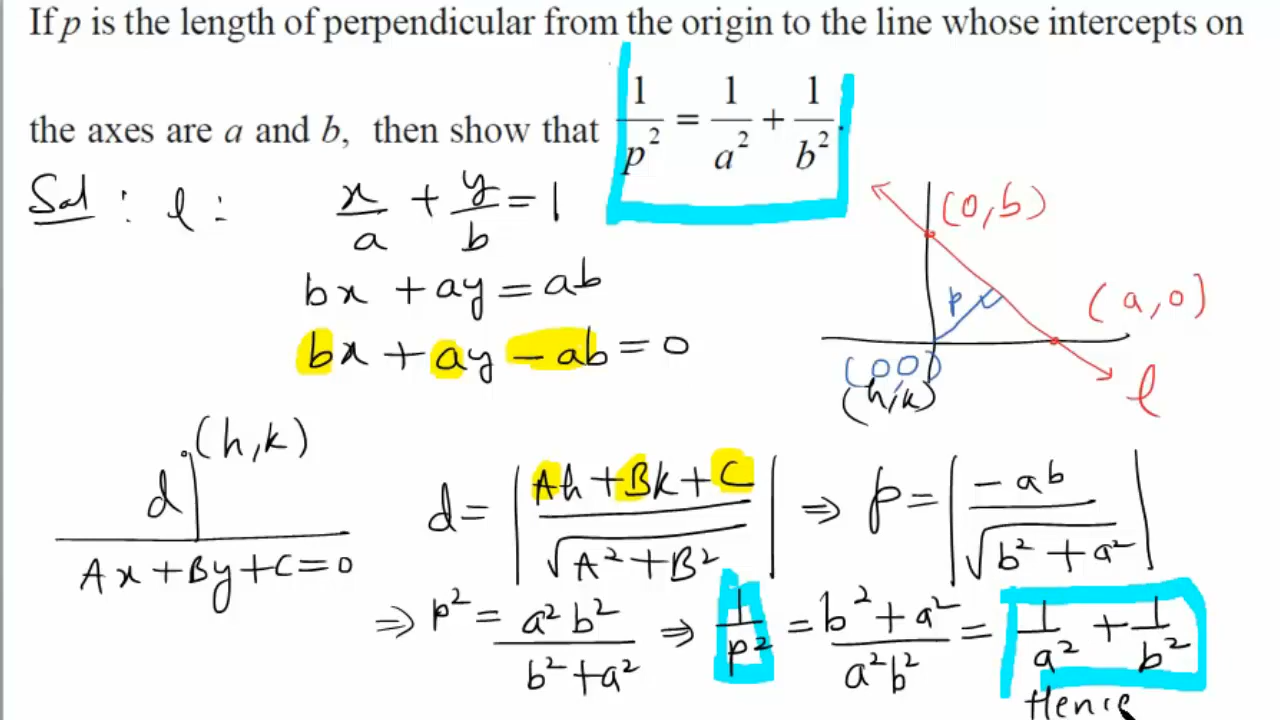 If p is the length of perpendicular from the origin to the line whose intercepts on
the axes are a and b, then show that 1/p² = 1/a² + 1/b².
Sol : l : x/a + y/b = 1
bx + ay = ab
bx + ay - ab = 0
(0,b)
p
(a,0)
(0,0)
(h,k)
l
(h,k)
d
Ax + By + C = 0
d = |Ah + Bk + C / √A² + B²| ⇒ p = |-ab / √b² + a²|
⇒ p² = a²b² / b² + a² ⇒ 1/p² = b² + a² / a²b² = 1/a² + 1/b²
Hence